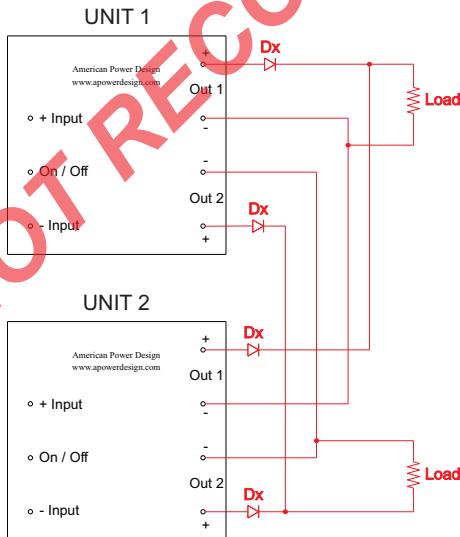 UNIT 1
American Power Design
www.apowerdesign.com
+ Input
On / Off
- Input
+
Out 1
-
-
Out 2
+
Dx
Dx
Load
UNIT 2
American Power Design
www.apowerdesign.com
+ Input
On / Off
- Input
+
Out 1
-
-
Out 2
+
Dx
Dx
Load
OT RECO